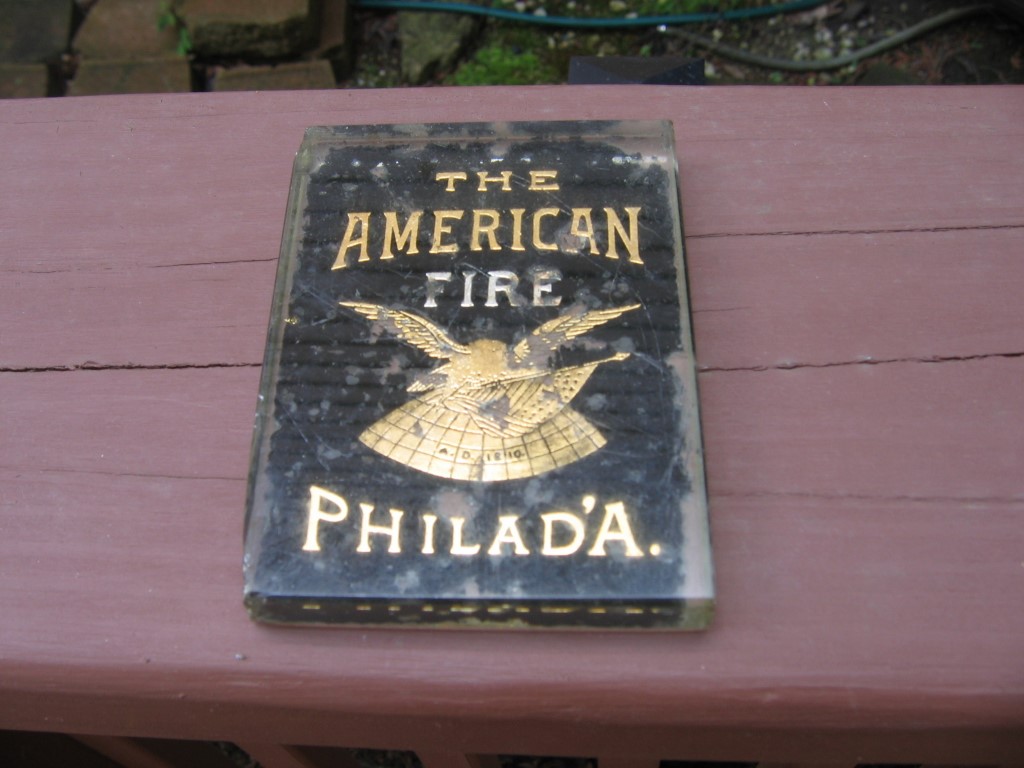 THE
AMERICAN
FIRE
A.D. 1810.
PHILAD'A.